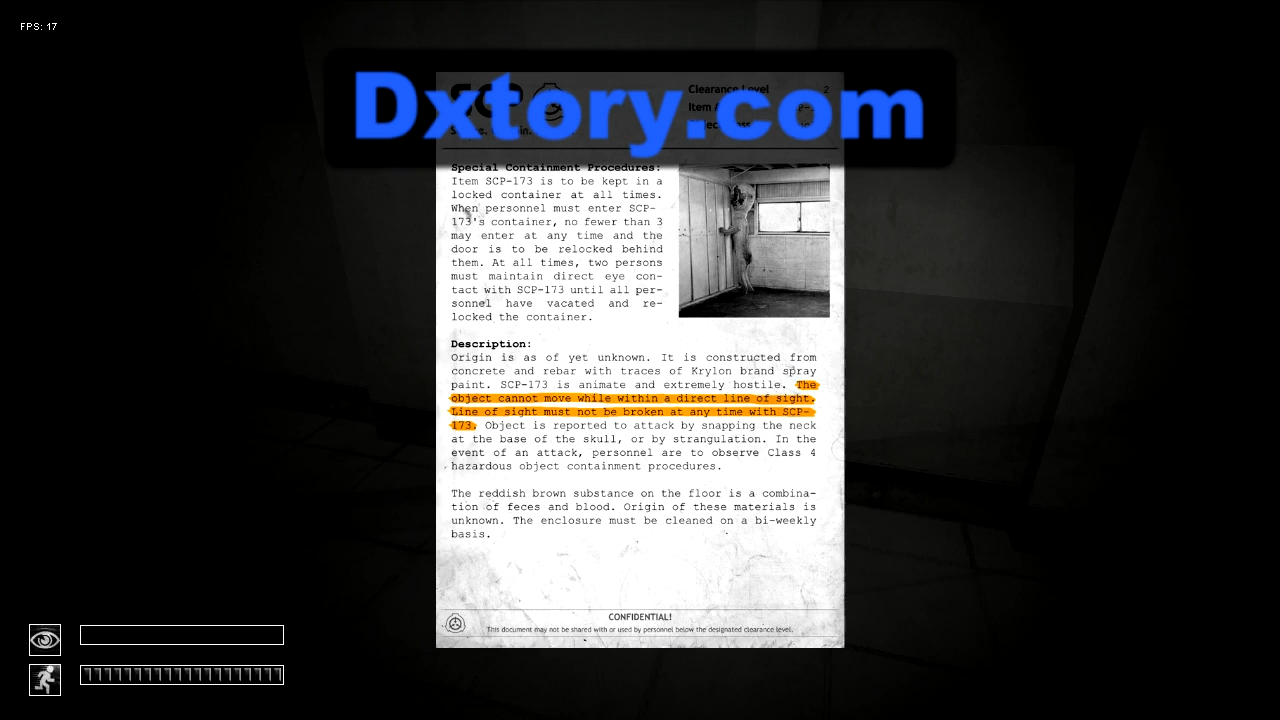 FPS: 17
Dxtory.com
Clearance Level 2
Special Containment Procedures:
Item SCP-173 is to be kept in a
locked container at all times.
When personnel must enter SCP-
173's container, no fewer than 3
may enter at any time and the
door is to be relocked behind
them. At all times, two persons
must maintain direct eye con-
tact with SCP-173 until all per-
sonnel have vacated and re-
locked the container.
Description:
Origin is as of yet unknown. It is constructed from
concrete and rebar with traces of Krylon brand spray
paint. SCP-173 is animate and extremely hostile. The
object cannot move while within a direct line of sight.
Line of sight must not be broken at any time with SCP-
173. Object is reported to attack by snapping the neck
at the base of the skull, or by strangulation. In the
event of an attack, personnel are to observe Class 4
hazardous object containment procedures.
The reddish brown substance on the floor is a combina-
tion of feces and blood. Origin of these materials is
unknown. The enclosure must be cleaned on a bi-weekly
basis.
CONFIDENTIAL!
This document may not be shared with or used by personnel below the designated clearance level.